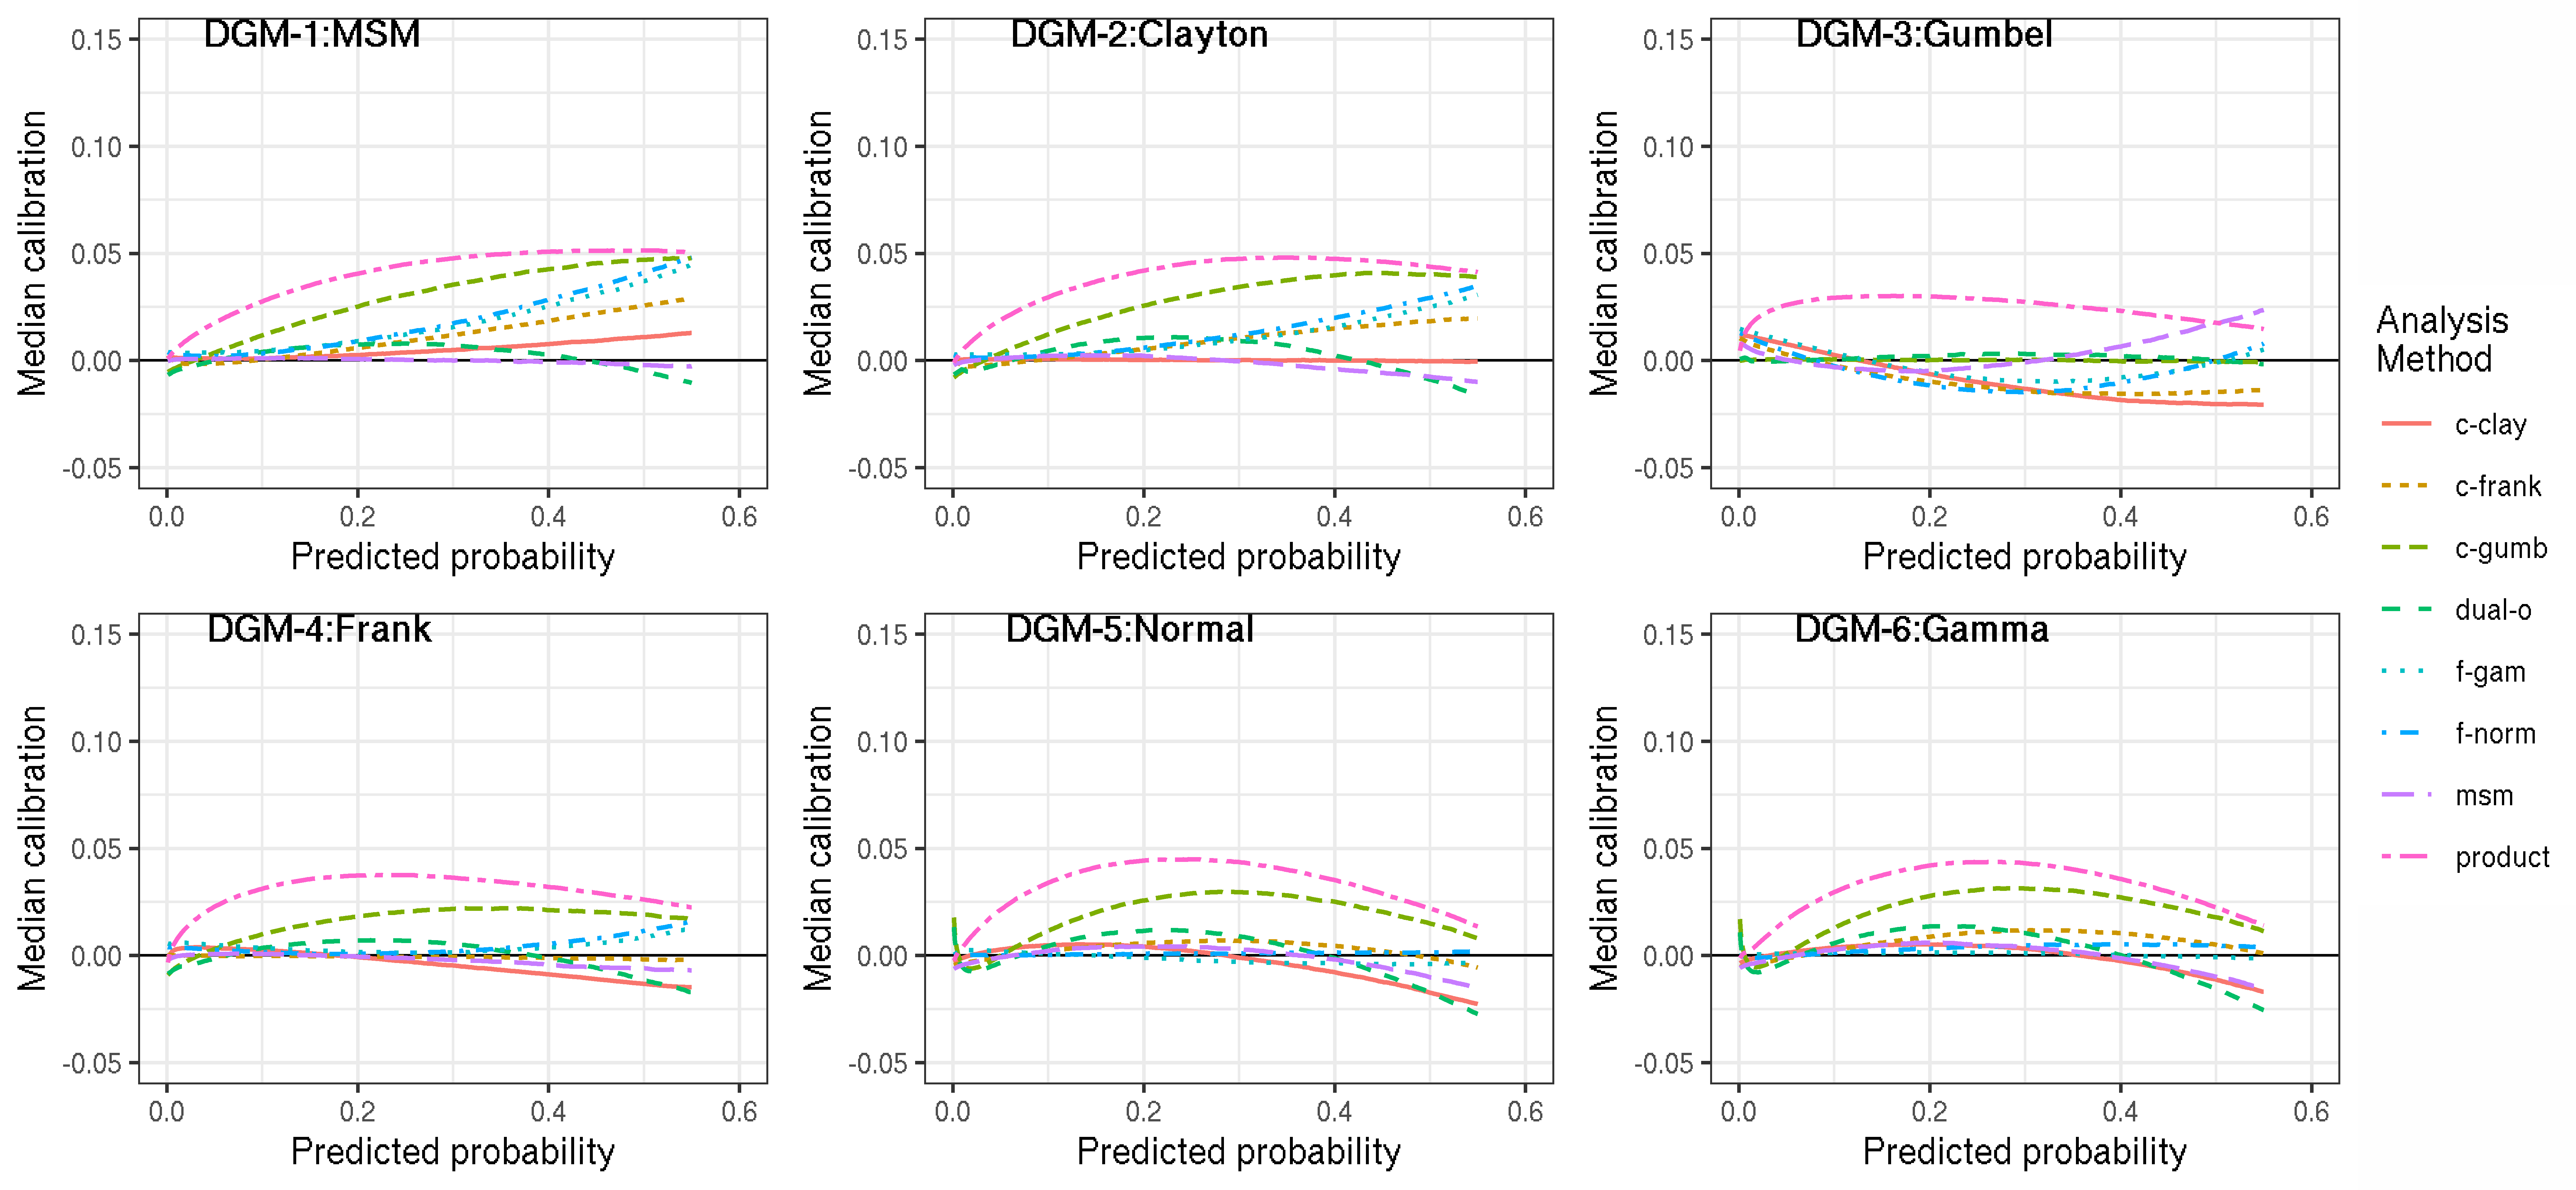 DGM-1:MSM
0.15
0.10
0.05
0.00
-0.05
Median calibration
0.0 0.2 0.4 0.6
Predicted probability
DGM-2:Clayton
0.15
0.10
0.05
0.00
-0.05
Median calibration
0.0 0.2 0.4 0.6
Predicted probability
DGM-3:Gumbel
0.15
0.10
0.05
0.00
-0.05
Median calibration
0.0 0.2 0.4 0.6
Predicted probability
DGM-4:Frank
0.15
0.10
0.05
0.00
-0.05
Median calibration
0.0 0.2 0.4 0.6
Predicted probability
DGM-5:Normal
0.15
0.10
0.05
0.00
-0.05
Median calibration
0.0 0.2 0.4 0.6
Predicted probability
DGM-6:Gamma
0.15
0.10
0.05
0.00
-0.05
Median calibration
0.0 0.2 0.4 0.6
Predicted probability
Analysis
Method
c-clay
c-frank
c-gumb
dual-o
f-gam
f-norm
msm
product